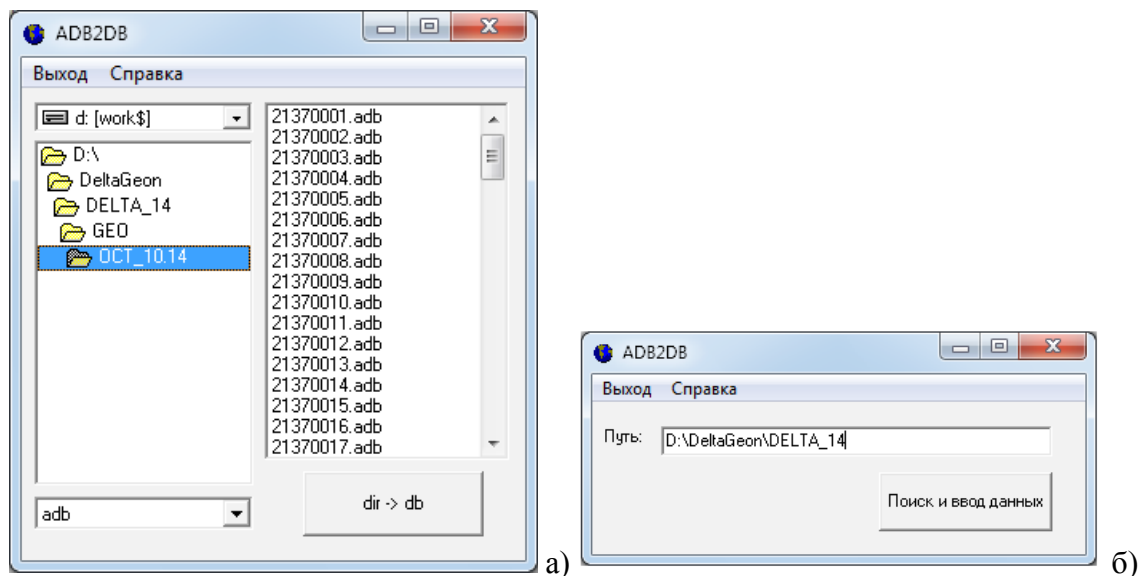 ADB2DB
Выход Справка
d: [work$]
D:\
DeltaGeon
DELTA_14
GEO
OCT_10.14
adb
21370001.adb
21370002.adb
21370003.adb
21370004.adb
21370005.adb
21370006.adb
21370007.adb
21370008.adb
21370009.adb
21370010.adb
21370011.adb
21370012.adb
21370013.adb
21370014.adb
21370015.adb
21370016.adb
21370017.adb
dir -> db
а)
ADB2DB
Выход Справка
Путь: D:\DeltaGeon\DELTA_14
Поиск и ввод данных
б)